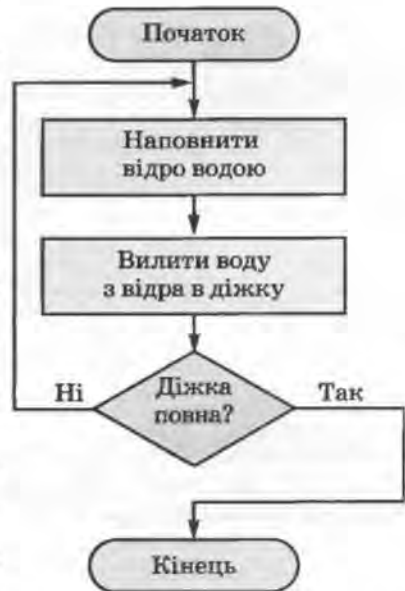 Початок
Наповнити
відро водою
Вилити воду
з відра в діжку
Ні
Діжка
повна?
Так
Кінець